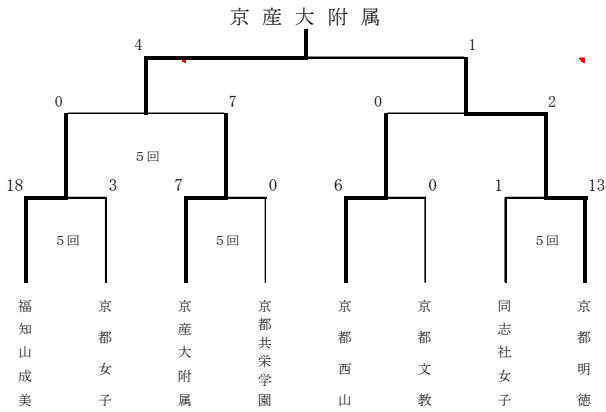 京産大附属
4 1
0 7 0 2
5回
18 3 7 0 6 0 1 13
5回 5回 5回
福知山成美
京都女子
京産大附属
京都共栄学園
京都西山
京都文教
同志社女子
京都明徳